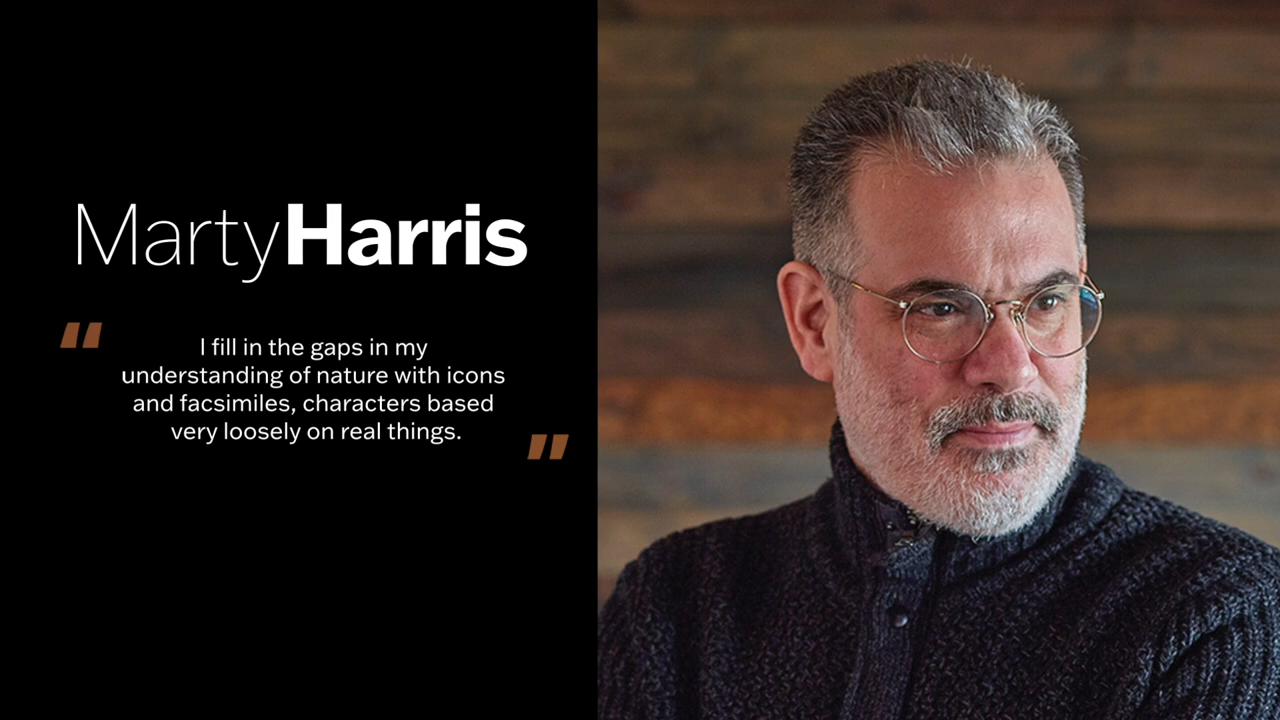 MartyHarris
" I fill in the gaps in my
understanding of nature with icons
and facsimiles, characters based
very loosely on real things. "